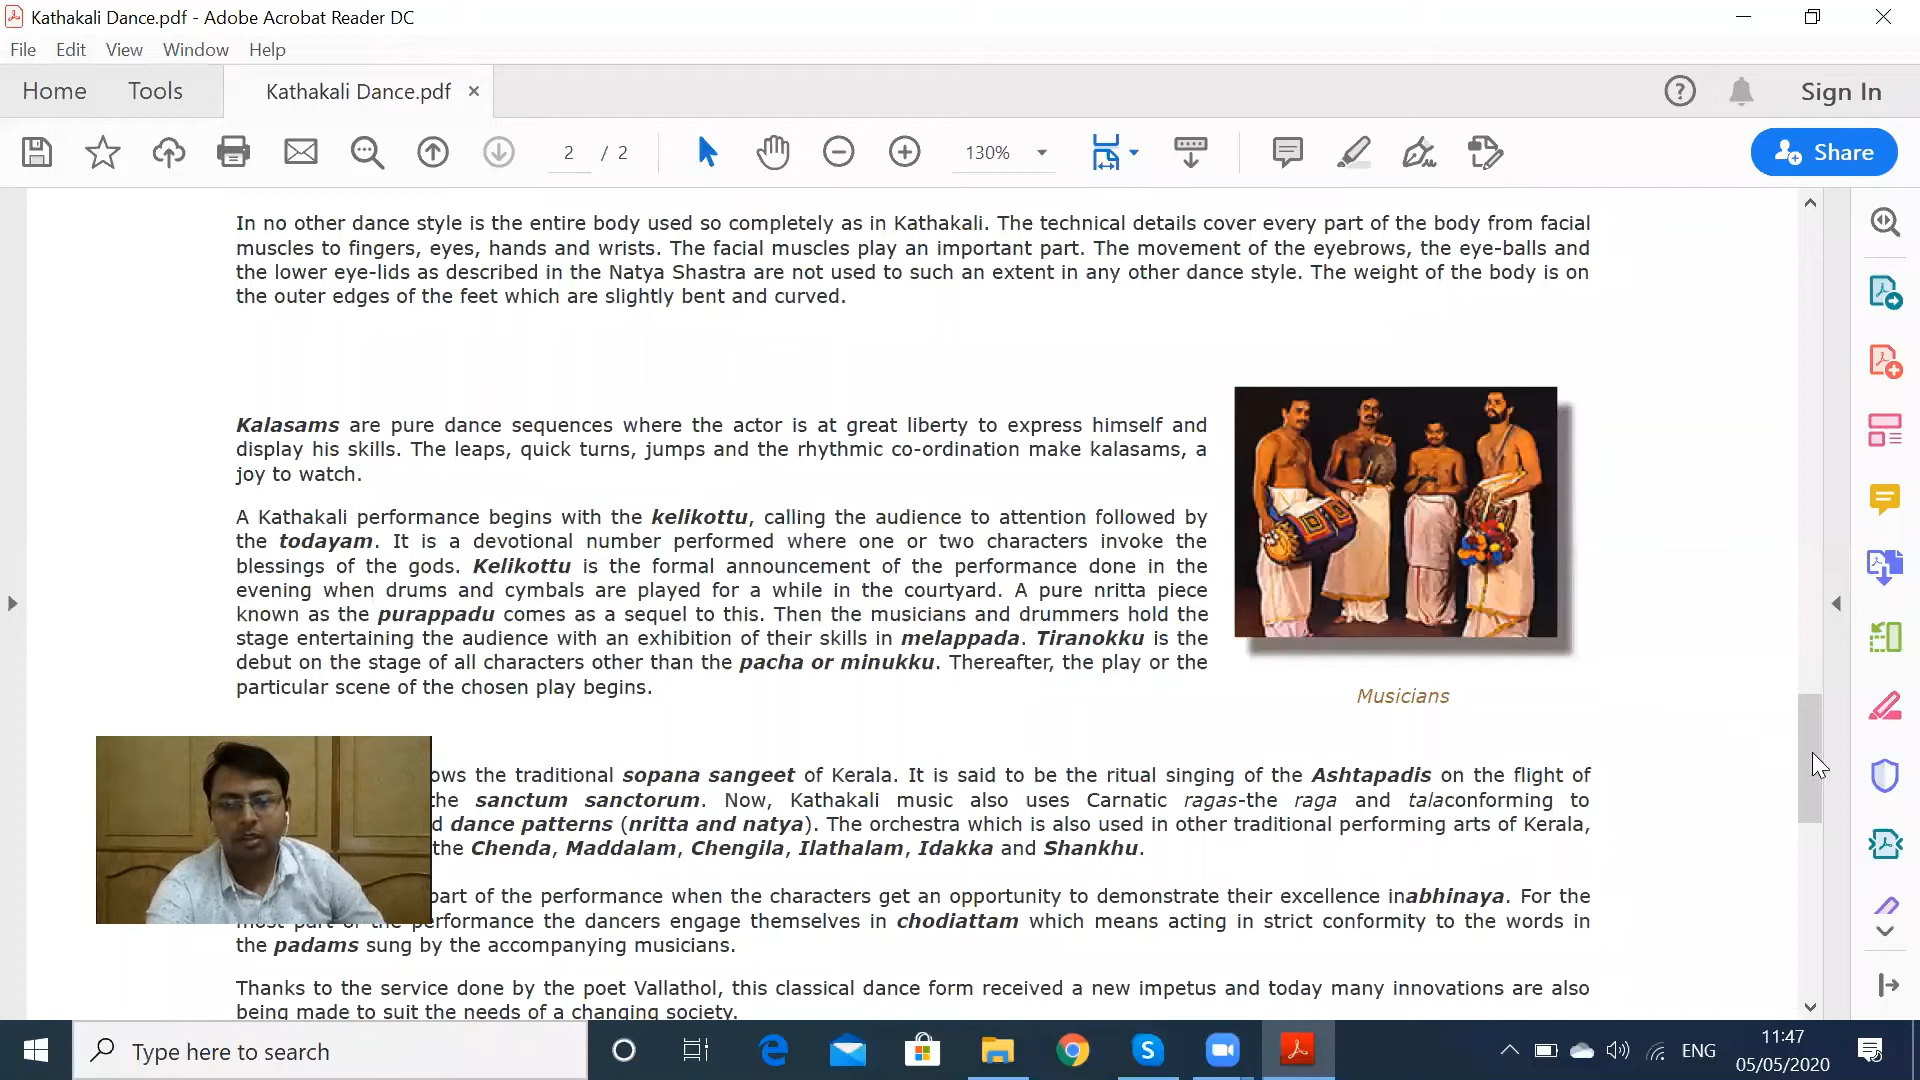 Kathakali Dance.pdf - Adobe Acrobat Reader DC
File Edit View Window Help
Home Tools Kathakali Dance.pdf × Sign In
2 / 2 130% Share
In no other dance style is the entire body used so completely as in Kathakali. The technical details cover every part of the body from facial
muscles to fingers, eyes, hands and wrists. The facial muscles play an important part. The movement of the eyebrows, the eye-balls and
the lower eye-lids as described in the Natya Shastra are not used to such an extent in any other dance style. The weight of the body is on
the outer edges of the feet which are slightly bent and curved.
Kalasams are pure dance sequences where the actor is at great liberty to express himself and
display his skills. The leaps, quick turns, jumps and the rhythmic co-ordination make kalasams, a
joy to watch.
A Kathakali performance begins with the kelikottu, calling the audience to attention followed by
the todayam. It is a devotional number performed where one or two characters invoke the
blessings of the gods. Kelikottu is the formal announcement of the performance done in the
evening when drums and cymbals are played for a while in the courtyard. A pure nritta piece
known as the purappadu comes as a sequel to this. Then the musicians and drummers hold the
stage entertaining the audience with an exhibition of their skills in melappada. Tiranokku is the
debut on the stage of all characters other than the pacha or minukku. Thereafter, the play or the
particular scene of the chosen play begins.
Musicians
ows the traditional sopana sangeet of Kerala. It is said to be the ritual singing of the Ashtapadis on the flight of
the sanctum sanctorum. Now, Kathakali music also uses Carnatic ragas-the raga and talaconforming to
d dance patterns (nritta and natya). The orchestra which is also used in other traditional performing arts of Kerala,
the Chenda, Maddalam, Chengila, Ilathalam, Idakka and Shankhu.
part of the performance when the characters get an opportunity to demonstrate their excellence inabhinaya. For the
most part of the performance the dancers engage themselves in chodiattam which means acting in strict conformity to the words in
the padams sung by the accompanying musicians.
Thanks to the service done by the poet Vallathol, this classical dance form received a new impetus and today many innovations are also
being made to suit the needs of a changing society.
Type here to search
ENG
11:47
05/05/2020